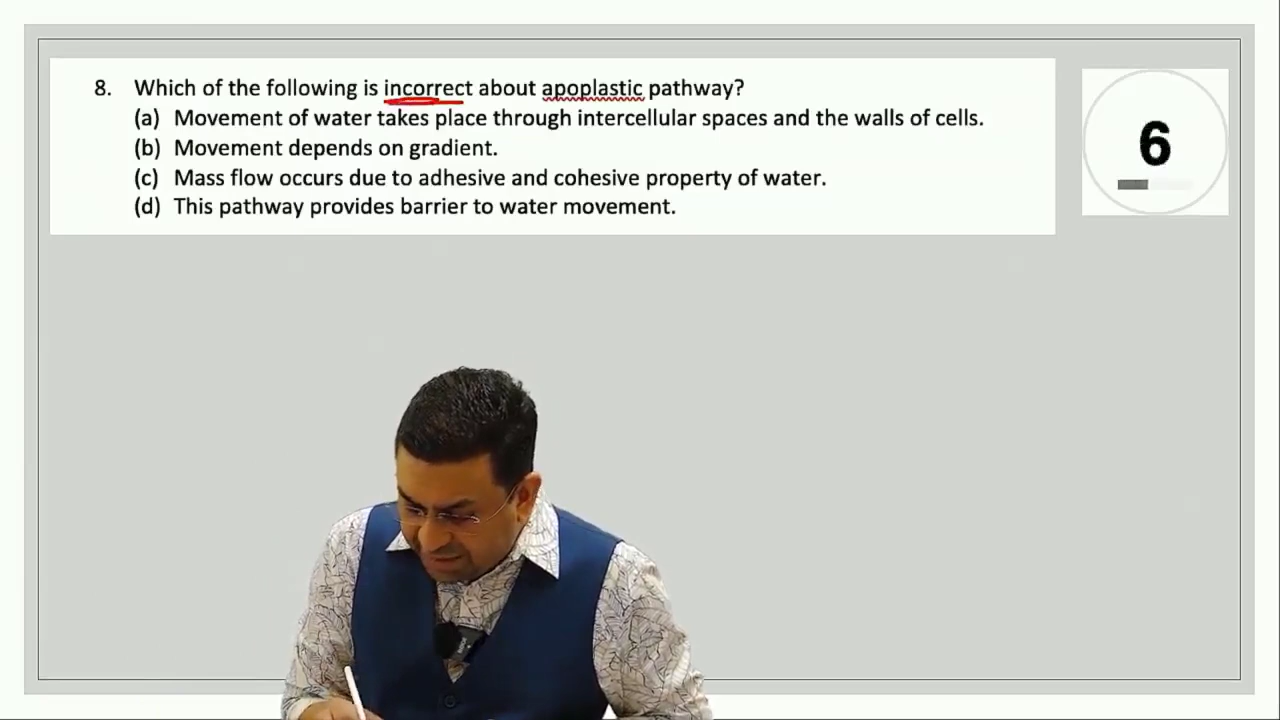 8. Which of the following is incorrect about apoplastic pathway?
(a) Movement of water takes place through intercellular spaces and the walls of cells.
(b) Movement depends on gradient.
(c) Mass flow occurs due to adhesive and cohesive property of water.
(d) This pathway provides barrier to water movement.
6